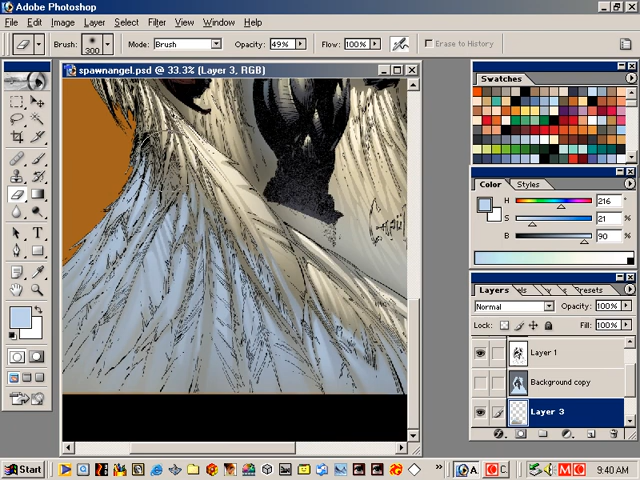 Adobe Photoshop
File Edit Image Layer Select Filter View Window Help
Brush: 300 Mode: Brush Opacity: 49% Flow: 100% Erase to History
spawnangel.psd @ 33.3% (Layer 3, RGB)
Swatches
Color Styles
H 216 °
S 21 %
B 90 %
Layers
Normal Opacity: 100%
Lock: Fill: 100%
Layer 1
Background copy
Layer 3
Start
9:40 AM